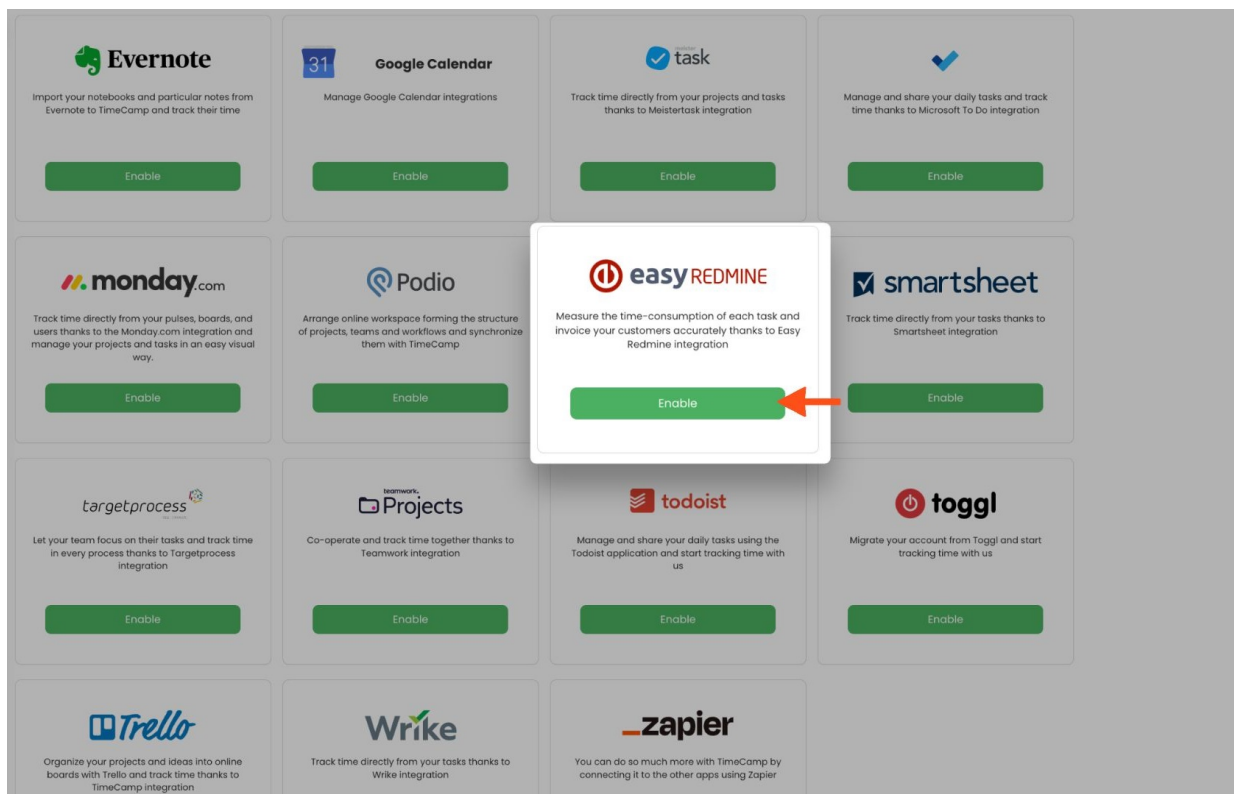 Evernote
Import your notebooks and particular notes from
Evernote to TimeCamp and track their time
Enable
31
Google Calendar
Manage Google Calendar integrations
Enable
task
Track time directly from your projects and tasks
thanks to Meistertask integration
Enable
Manage and share your daily tasks and track
time thanks to Microsoft To Do integration
Enable
monday.com
Track time directly from your pulses, boards, and
users thanks to the Monday.com integration and
manage your projects and tasks in an easy visual
way.
Enable
Podio
Arrange online workspace forming the structure
of projects, teams and workflows and synchronize
them with TimeCamp
Enable
easy REDMINE
Measure the time-consumption of each task and
invoice your customers accurately thanks to Easy
Redmine integration
Enable
smartsheet
Track time directly from your tasks thanks to
Smartsheet integration
Enable
targetprocess
Let your team focus on their tasks and track time
in every process thanks to Targetprocess
integration
Enable
teamwork.
Projects
Co-operate and track time together thanks to
Teamwork integration
Enable
todoist
Manage and share your daily tasks using the
Todoist application and start tracking time with
us
Enable
toggl
Migrate your account from Toggl and start
tracking time with us
Enable
Trello
Organize your projects and ideas into online
boards with Trello and track time thanks to
TimeCamp integration
Wrike
Track time directly from your tasks thanks to
Wrike integration
_zapier
You can do so much more with TimeCamp by
connecting it to the other apps using Zapier